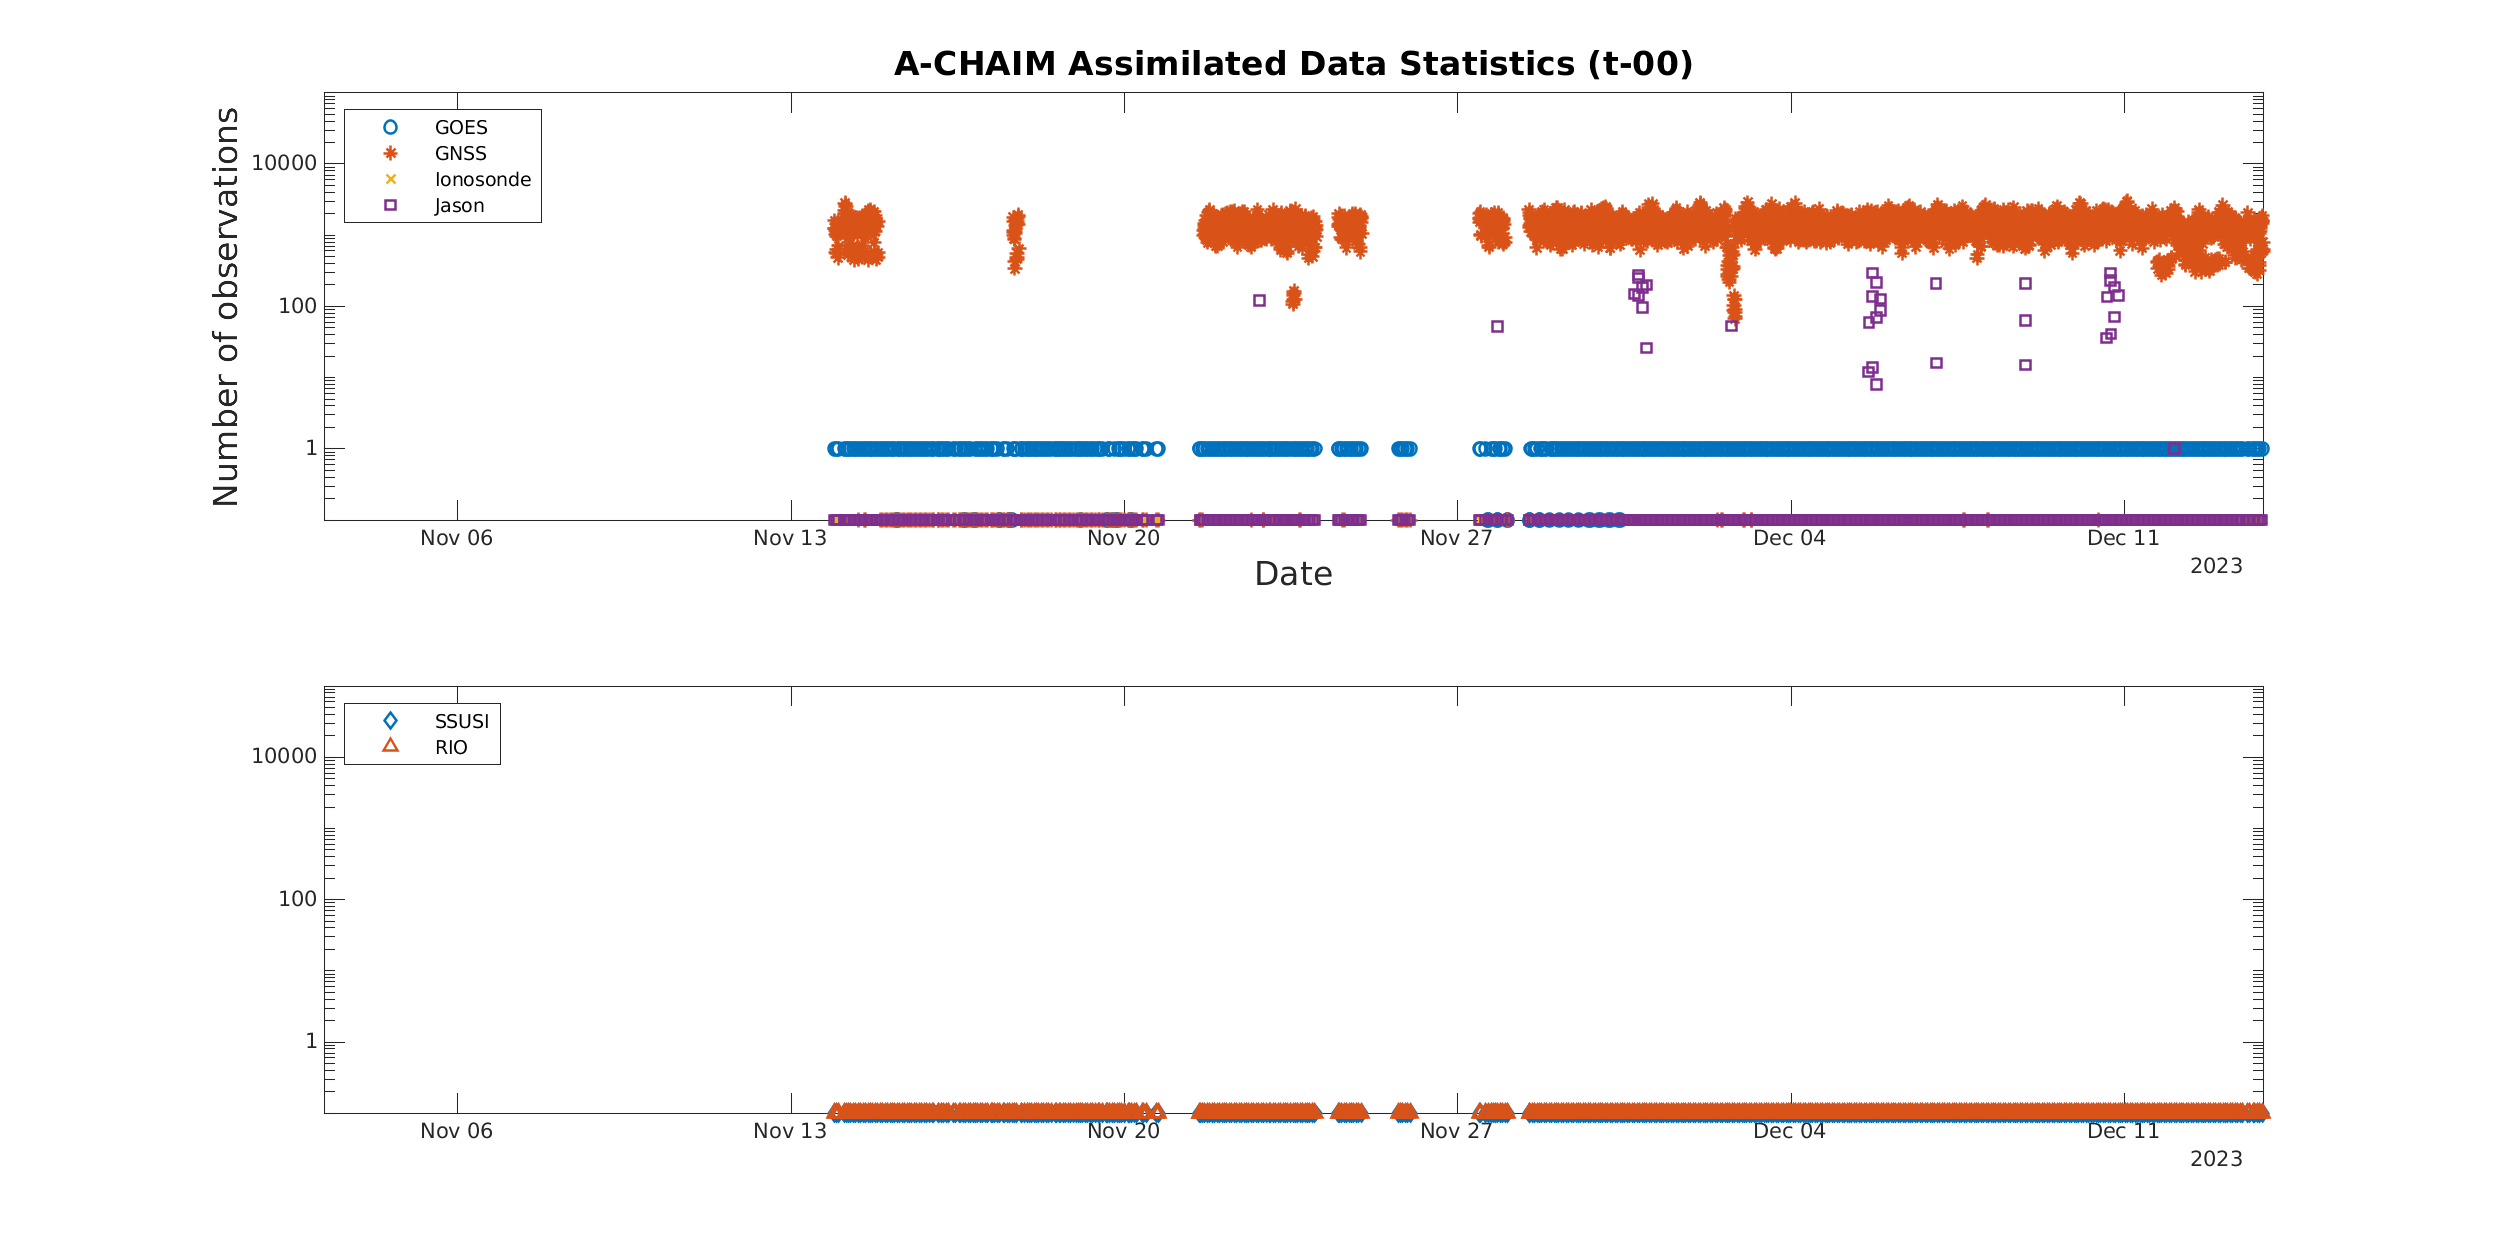 A-CHAIM Assimilated Data Statistics (t-00)
Number of observations
10000
100
1
GOES
GNSS
Ionosonde
Jason
Nov 06
Nov 13
Nov 20
Nov 27
Dec 04
Dec 11
2023
Date
10000
100
1
SSUSI
RIO
Nov 06
Nov 13
Nov 20
Nov 27
Dec 04
Dec 11
2023